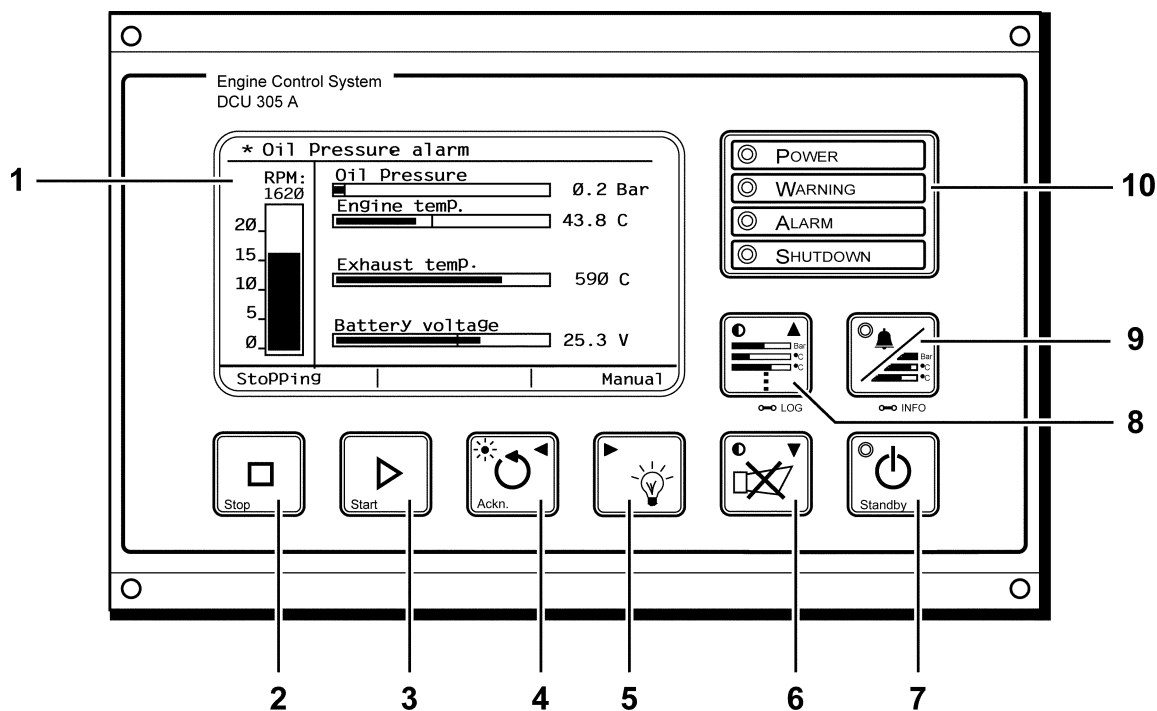 Engine Control System
DCU 305 A
* Oil Pressure alarm
RPM:
1620
20
15
10
5
0
Oil Pressure
0.2 Bar
Engine temp.
43.8 C
Exhaust temp.
590 C
Battery voltage
25.3 V
Stopping
Manual
POWER
WARNING
ALARM
SHUTDOWN
Bar
°C
°C
LOG
Bar
°C
°C
INFO
Stop
Start
Ackn.
Standby
1
10
9
8
2
3
4
5
6
7